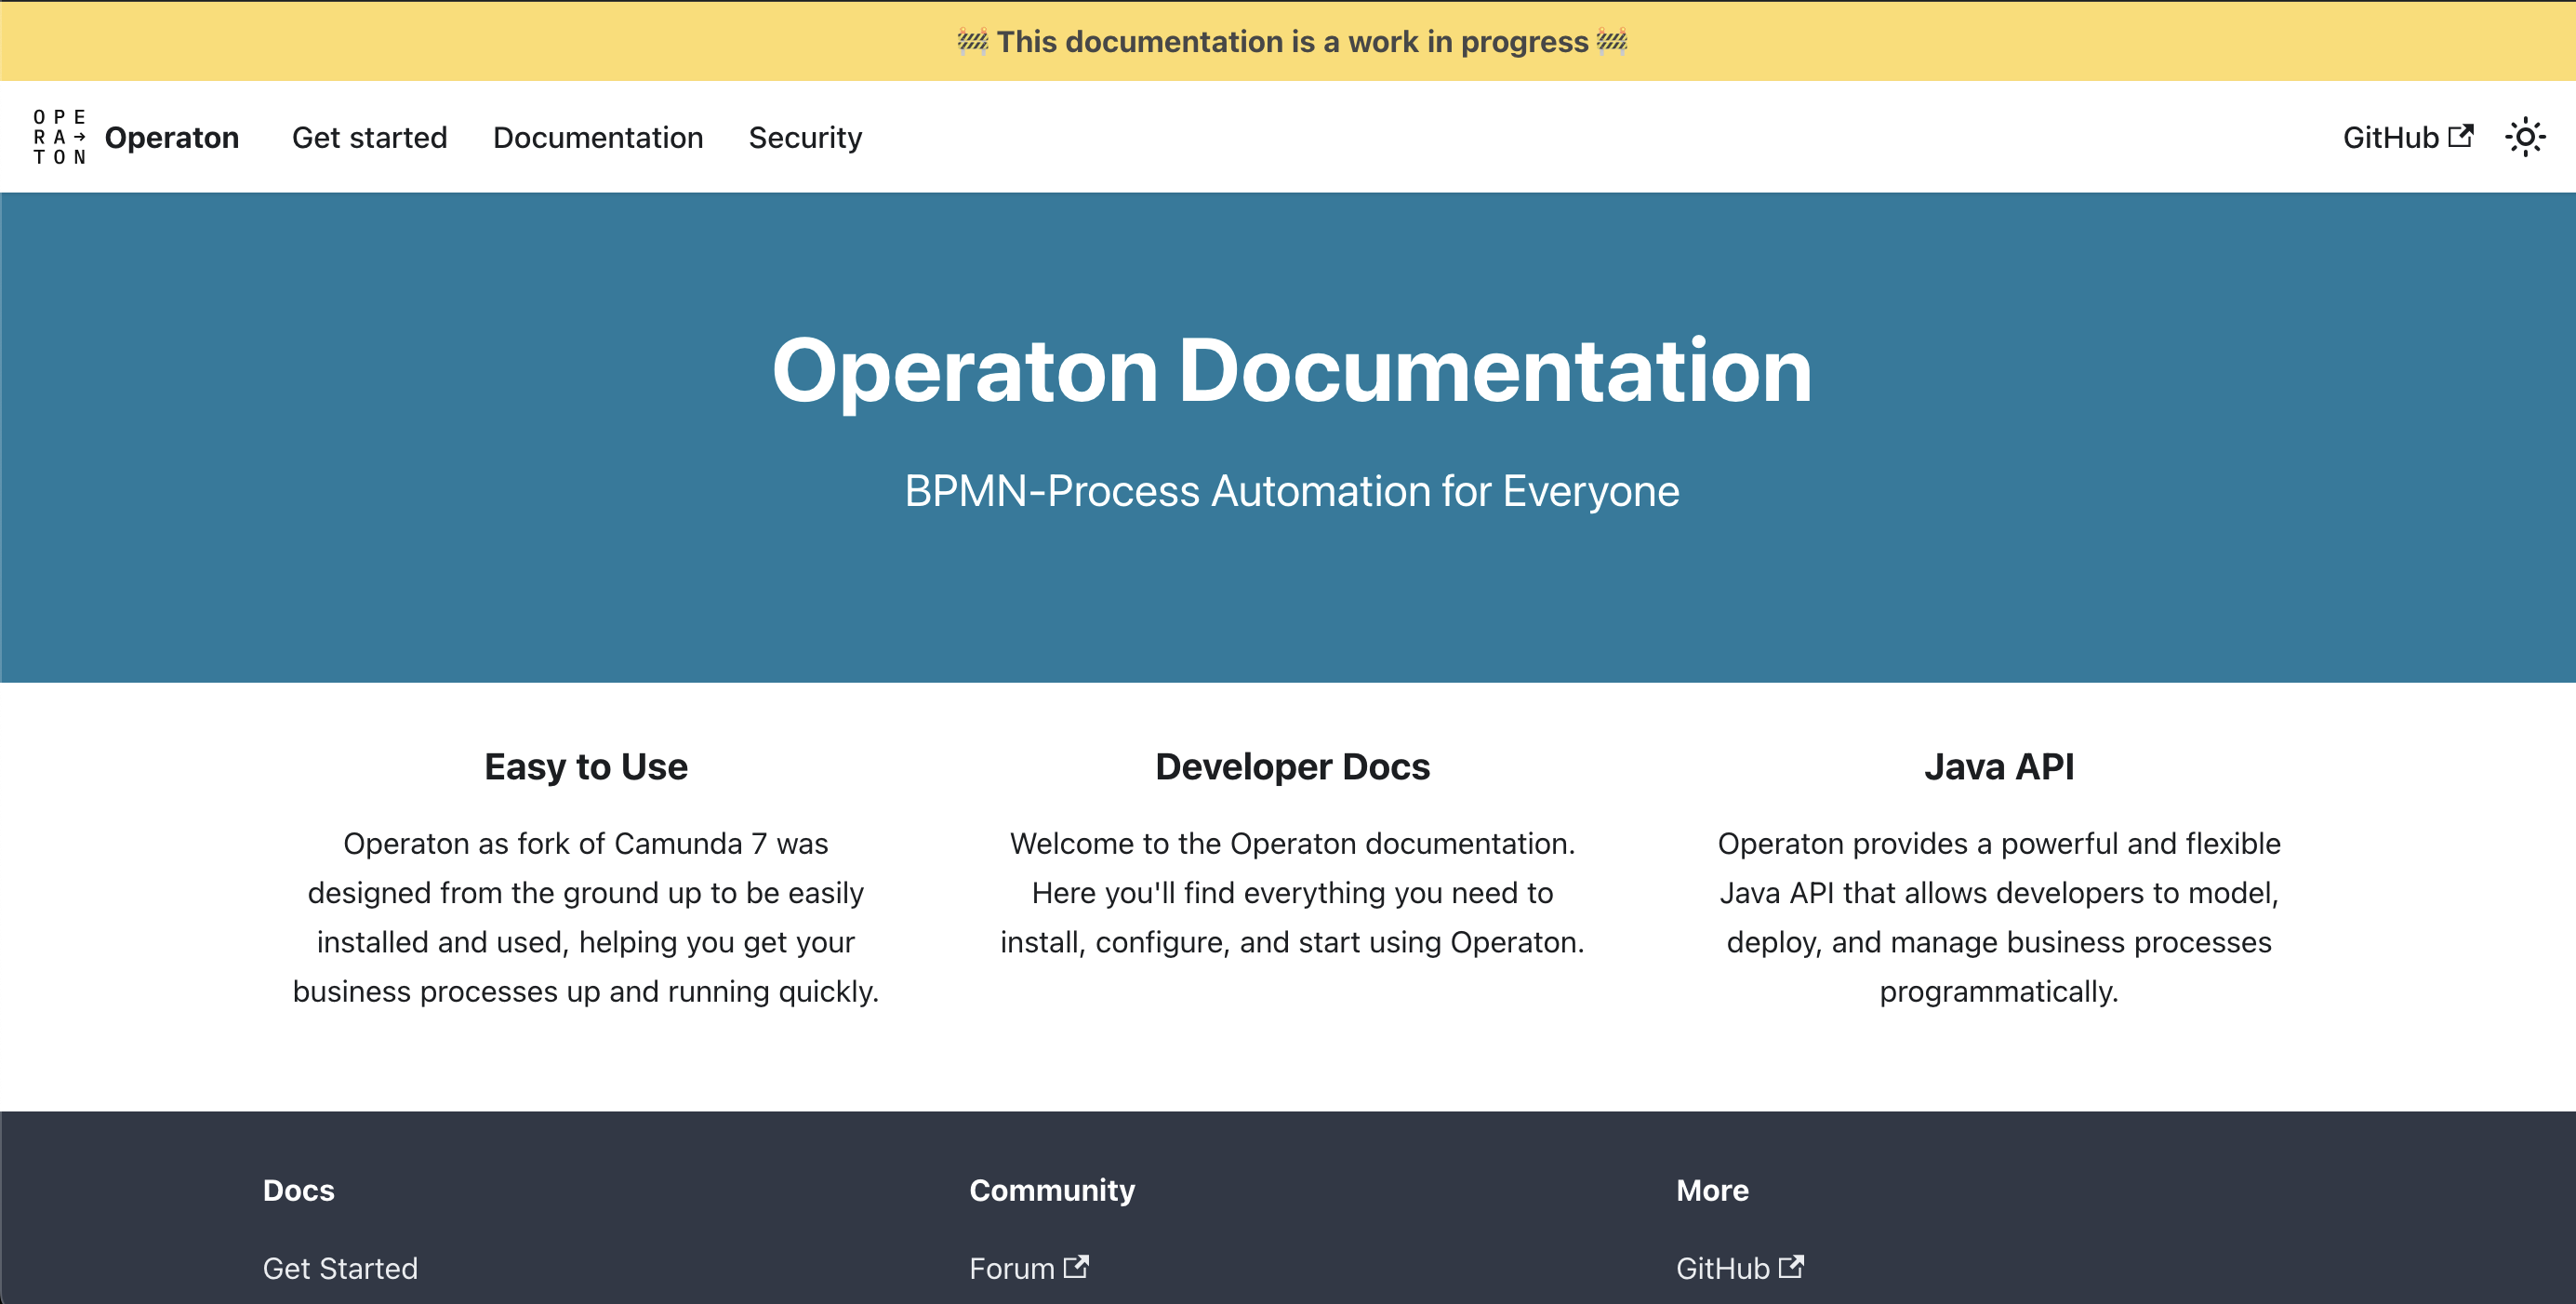 🚧 This documentation is a work in progress 🚧
OPE
RA→
TON
Operaton
Get started
Documentation
Security
GitHub
Operaton Documentation
BPMN-Process Automation for Everyone
Easy to Use
Operaton as fork of Camunda 7 was
designed from the ground up to be easily
installed and used, helping you get your
business processes up and running quickly.
Developer Docs
Welcome to the Operaton documentation.
Here you'll find everything you need to
install, configure, and start using Operaton.
Java API
Operaton provides a powerful and flexible
Java API that allows developers to model,
deploy, and manage business processes
programmatically.
Docs
Get Started
Community
Forum
More
GitHub